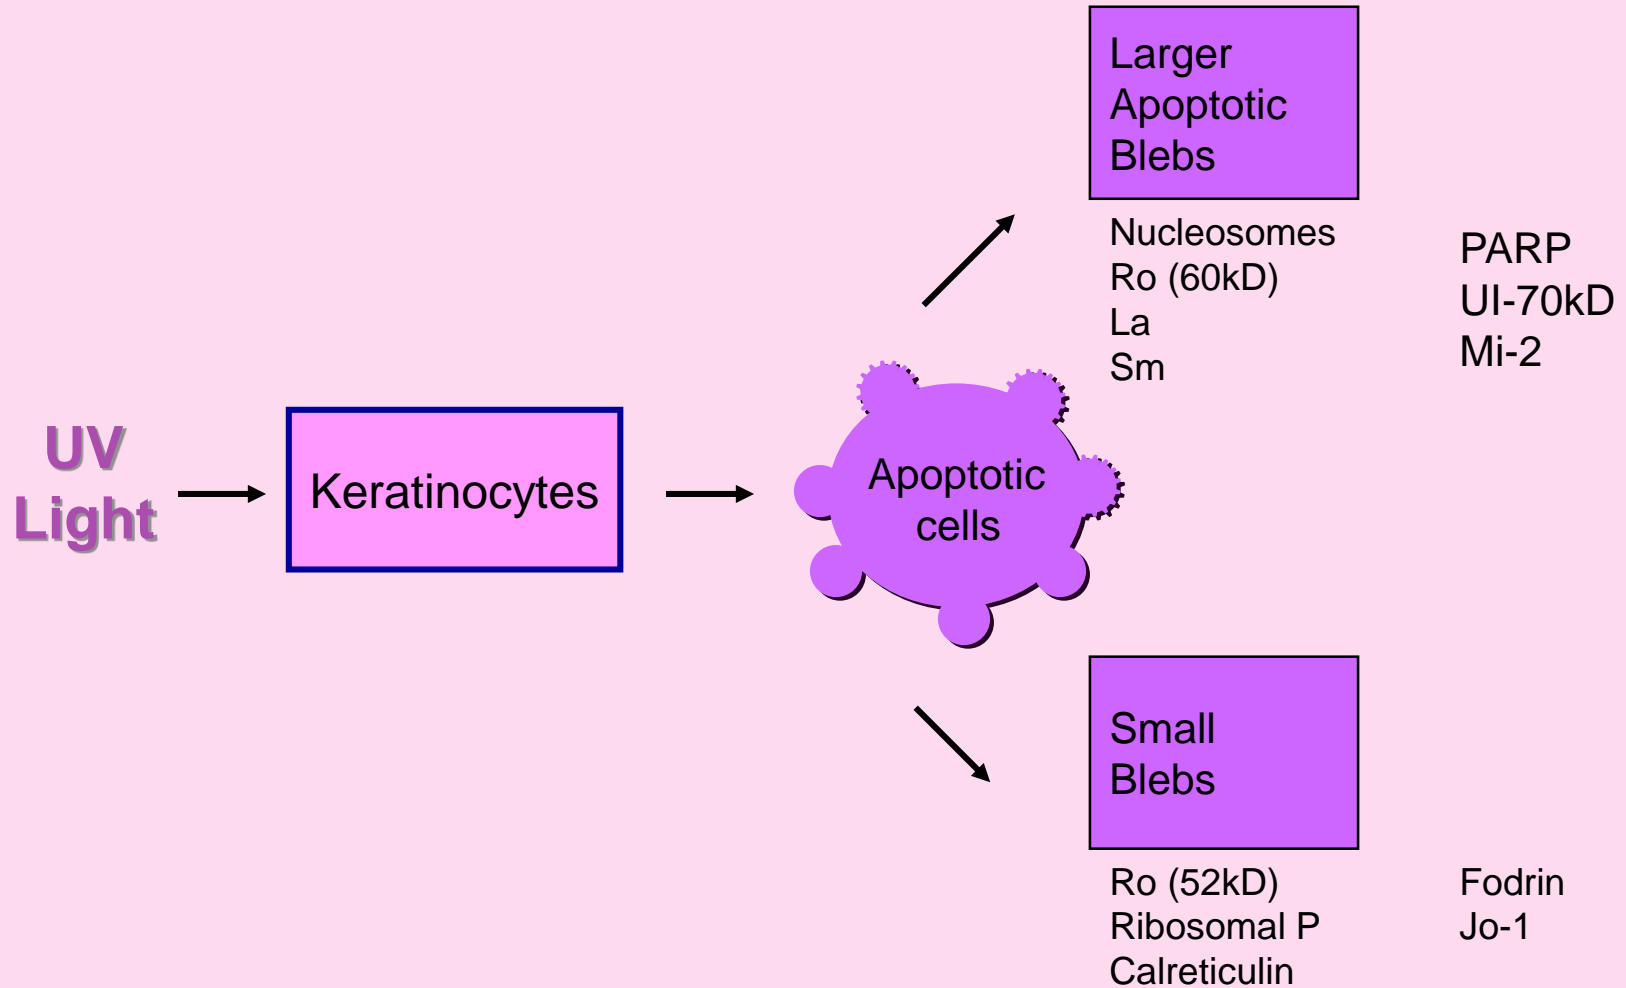 UV
Light
Keratinocytes
Apoptotic
cells
Larger
Apoptotic
Blebs
Nucleosomes
Ro (60kD)
La
Sm
PARP
UI-70kD
Mi-2
Small
Blebs
Ro (52kD)
Ribosomal P
Calreticulin
Fodrin
Jo-1